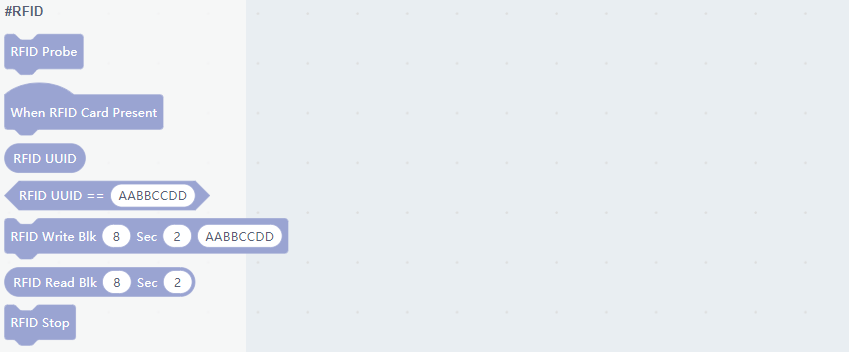 #RFID
RFID Probe
When RFID Card Present
RFID UUID
RFID UUID == AABBCCDD
RFID Write Blk 8 Sec 2 AABBCCDD
RFID Read Blk 8 Sec 2
RFID Stop